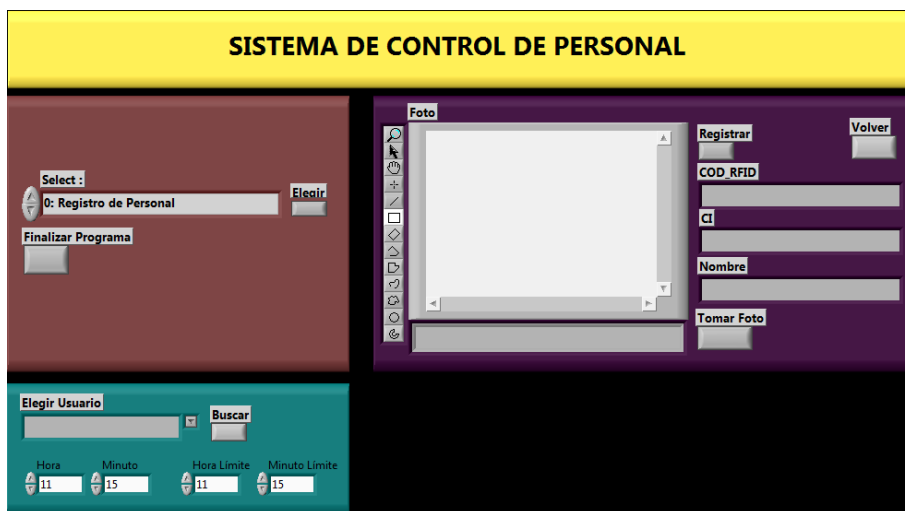 SISTEMA DE CONTROL DE PERSONAL
Select :
0: Registro de Personal
Elegir
Finalizar Programa
Foto
Registrar
Volver
COD_RFID
CI
Nombre
Tomar Foto
Elegir Usuario
Buscar
Hora Minuto Hora Límite Minuto Límite
11 15 11 15